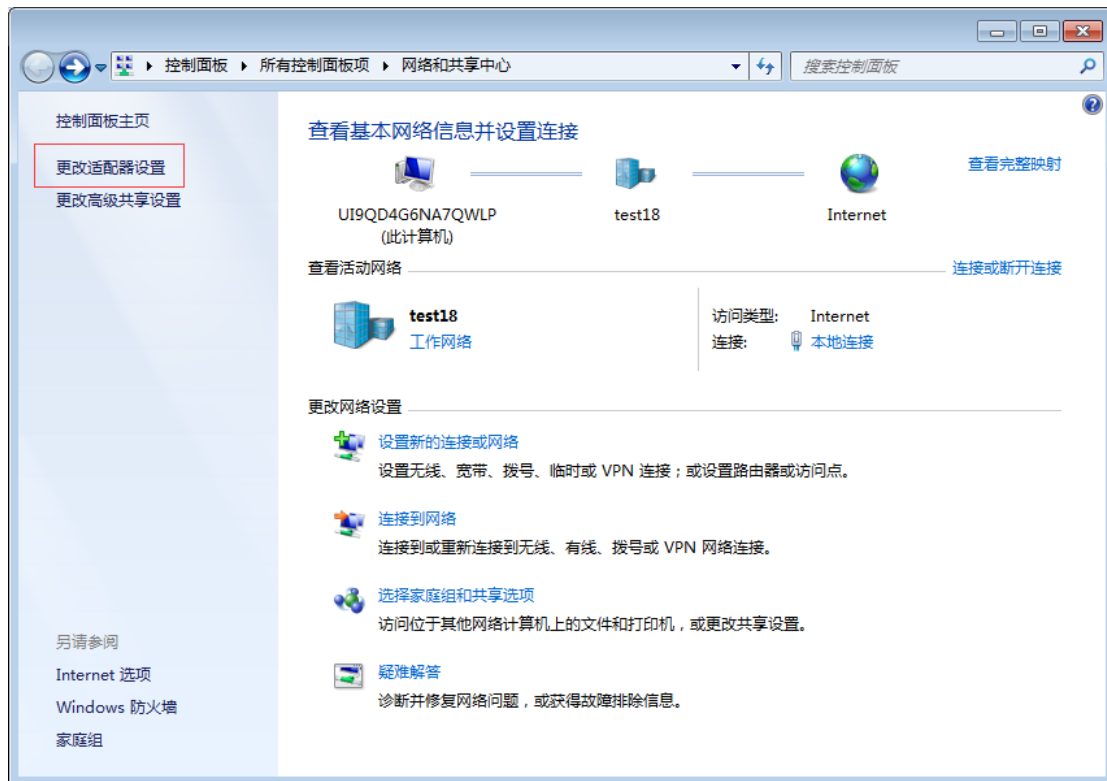 控制面板 ▸ 所有控制面板项 ▸ 网络和共享中心
搜索控制面板
控制面板主页
更改适配器设置
更改高级共享设置
查看基本网络信息并设置连接
查看完整映射
UI9QD4G6NA7QWLP
(此计算机)
test18
Internet
查看活动网络
连接或断开连接
test18
工作网络
访问类型: Internet
连接: 本地连接
更改网络设置
设置新的连接或网络
设置无线、宽带、拨号、临时或 VPN 连接；或设置路由器或访问点。
连接到网络
连接到或重新连接到无线、有线、拨号或 VPN 网络连接。
选择家庭组和共享选项
访问位于其他网络计算机上的文件和打印机，或更改共享设置。
疑难解答
诊断并修复网络问题，或获得故障排除信息。
另请参阅
Internet 选项
Windows 防火墙
家庭组